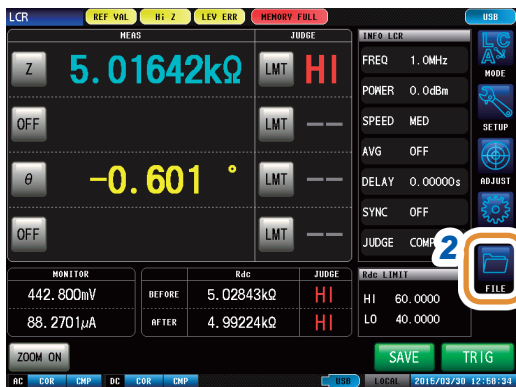 LCR REF VAL Hi Z LEV ERR MEMORY FULL USB
MEAS JUDGE
Z 5.01642kΩ LMT HI
OFF LMT --
θ -0.601 ° LMT --
OFF LMT --
INFO LCR
FREQ 1.0MHz
POWER 0.0dBm
SPEED MED
AVG OFF
DELAY 0.00000s
SYNC OFF
JUDGE COMP
LC
A
MODE
SETUP
ADJUST
2
FILE
MONITOR Rdc JUDGE
442.800mV BEFORE 5.02843kΩ HI
88.2701μA AFTER 4.99224kΩ HI
Rdc LIMIT
HI 60.0000
LO 40.0000
ZOOM ON SAVE TRIG
AC COR CMP DC COR CMP USB LOCAL 2015/03/30 12:58:34